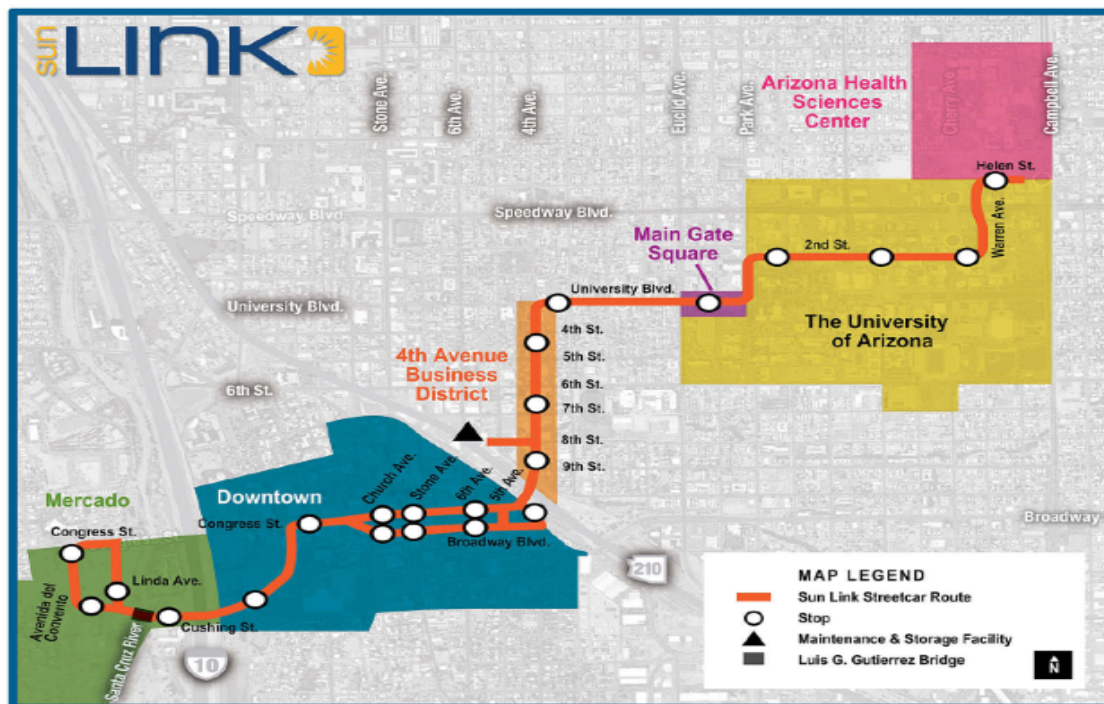 sun LINK
Stone Ave.
6th Ave.
4th Ave.
Euclid Ave.
Park Ave.
Arizona Health
Sciences
Center
Cherry Ave.
Campbell Ave.
Helen St.
Speedway Blvd.
Speedway Blvd.
Main Gate
Square
2nd St.
Warren Ave.
University Blvd.
University Blvd.
The University
of Arizona
4th Avenue
Business
District
4th St.
5th St.
6th St.
7th St.
8th St.
9th St.
6th St.
Mercado
Downtown
Congress St.
Church Ave.
Stone Ave.
6th Ave.
5th Ave.
Broadway Blvd.
Broadway
Congress St.
Linda Ave.
Avenida del
Convento
Cushing St.
Santa Cruz River
10
210
MAP LEGEND
Sun Link Streetcar Route
Stop
Maintenance & Storage Facility
Luis G. Gutierrez Bridge
N